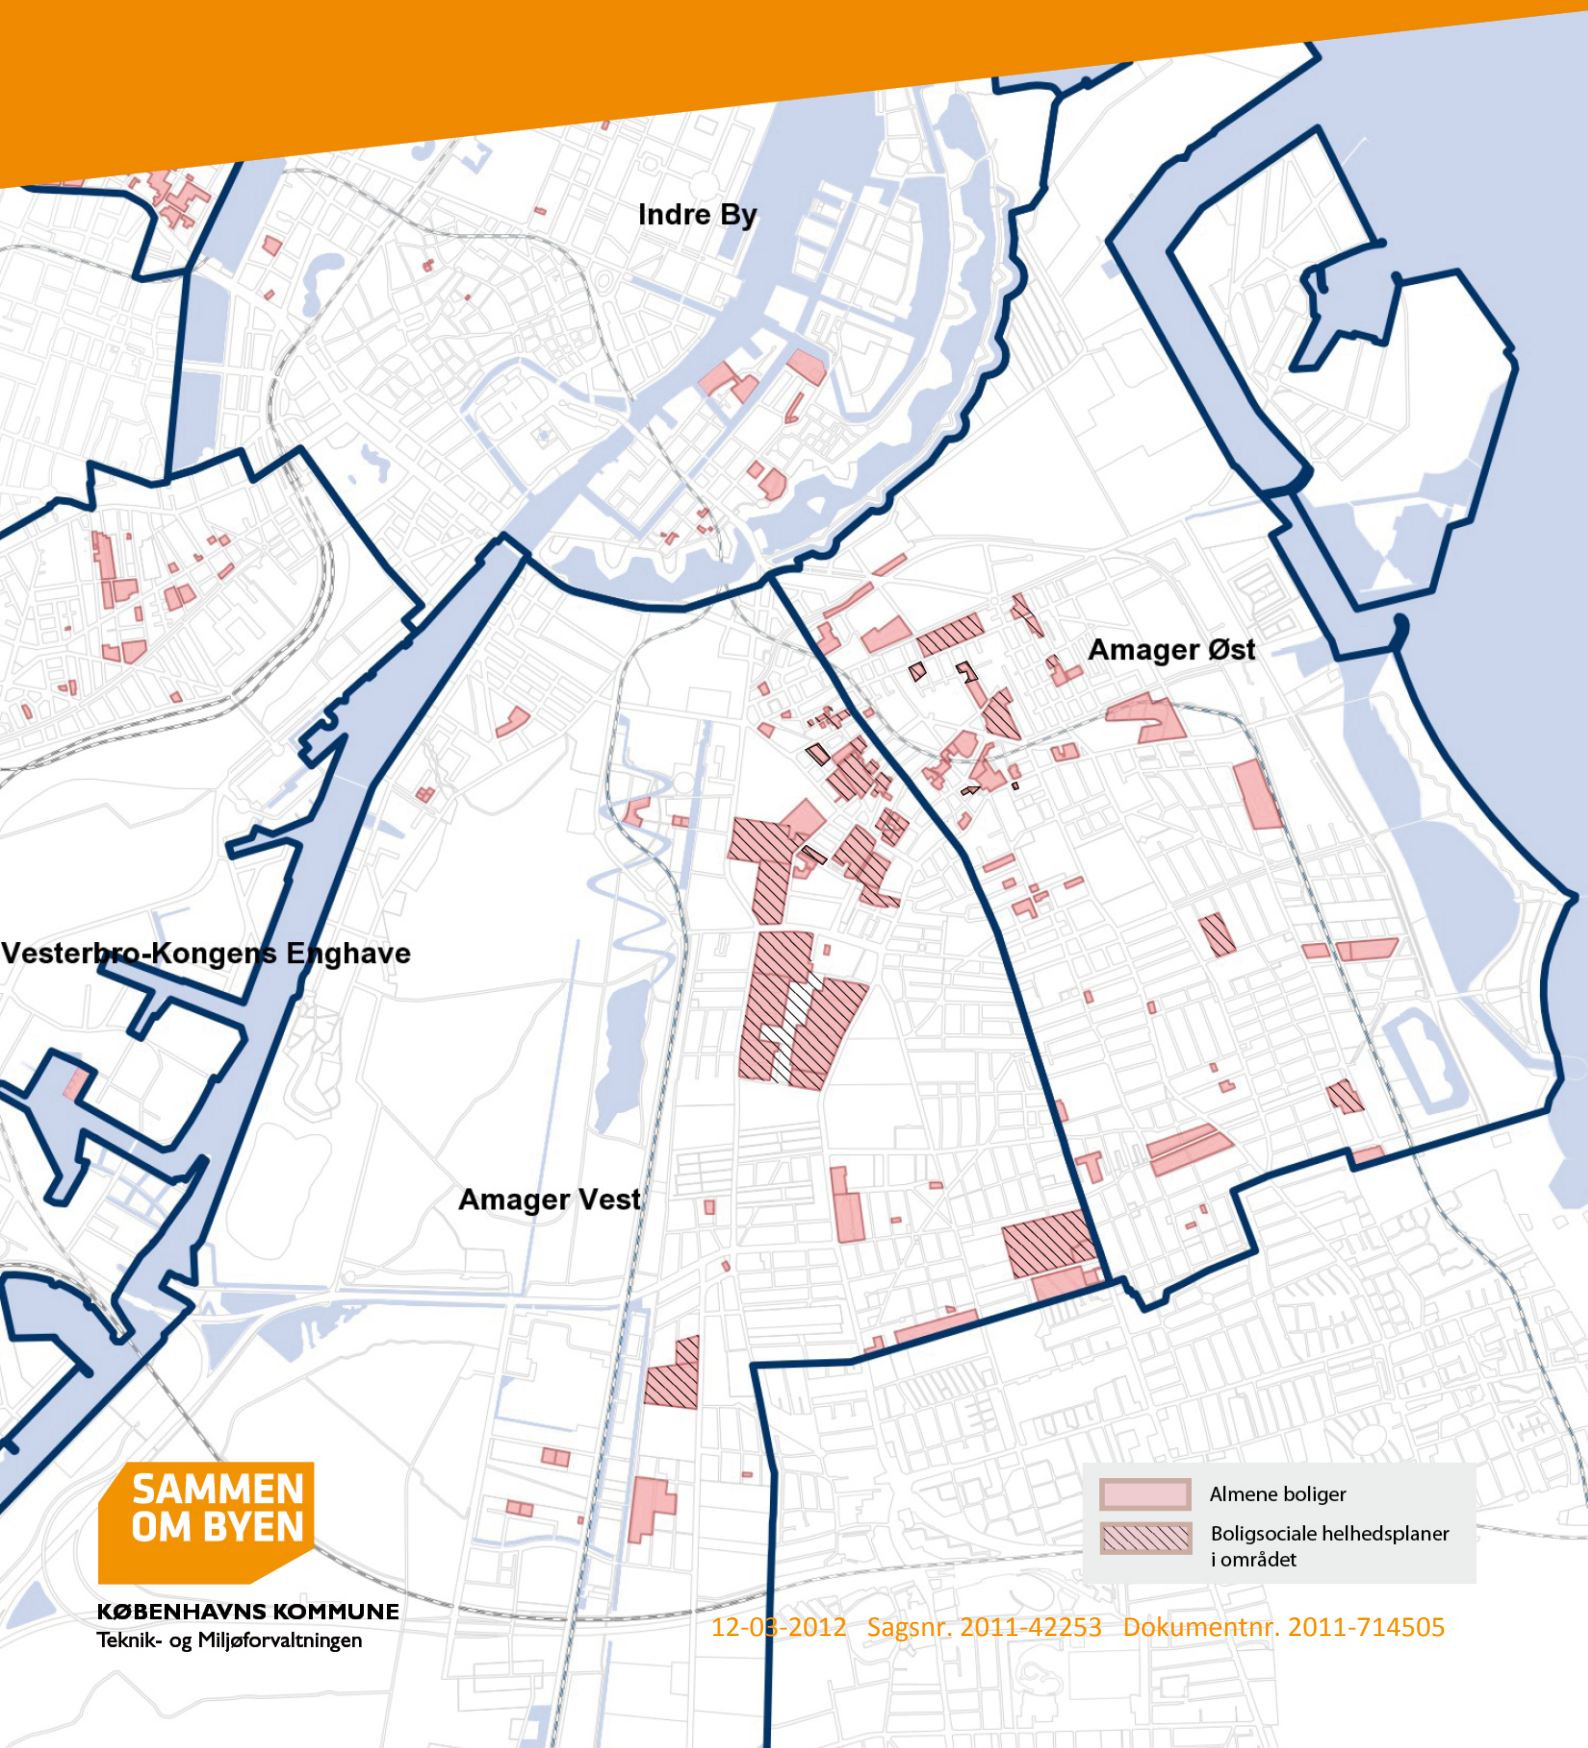 Indre By
Amager Øst
Vesterbro-Kongens Enghave
Amager Vest
SAMMEN
OM BYEN
Almene boliger
Boligsociale helhedsplaner
i området
KØBENHAVNS KOMMUNE
Teknik- og Miljøforvaltningen
12-03-2012 Sagsnr. 2011-42253 Dokumentnr. 2011-714505